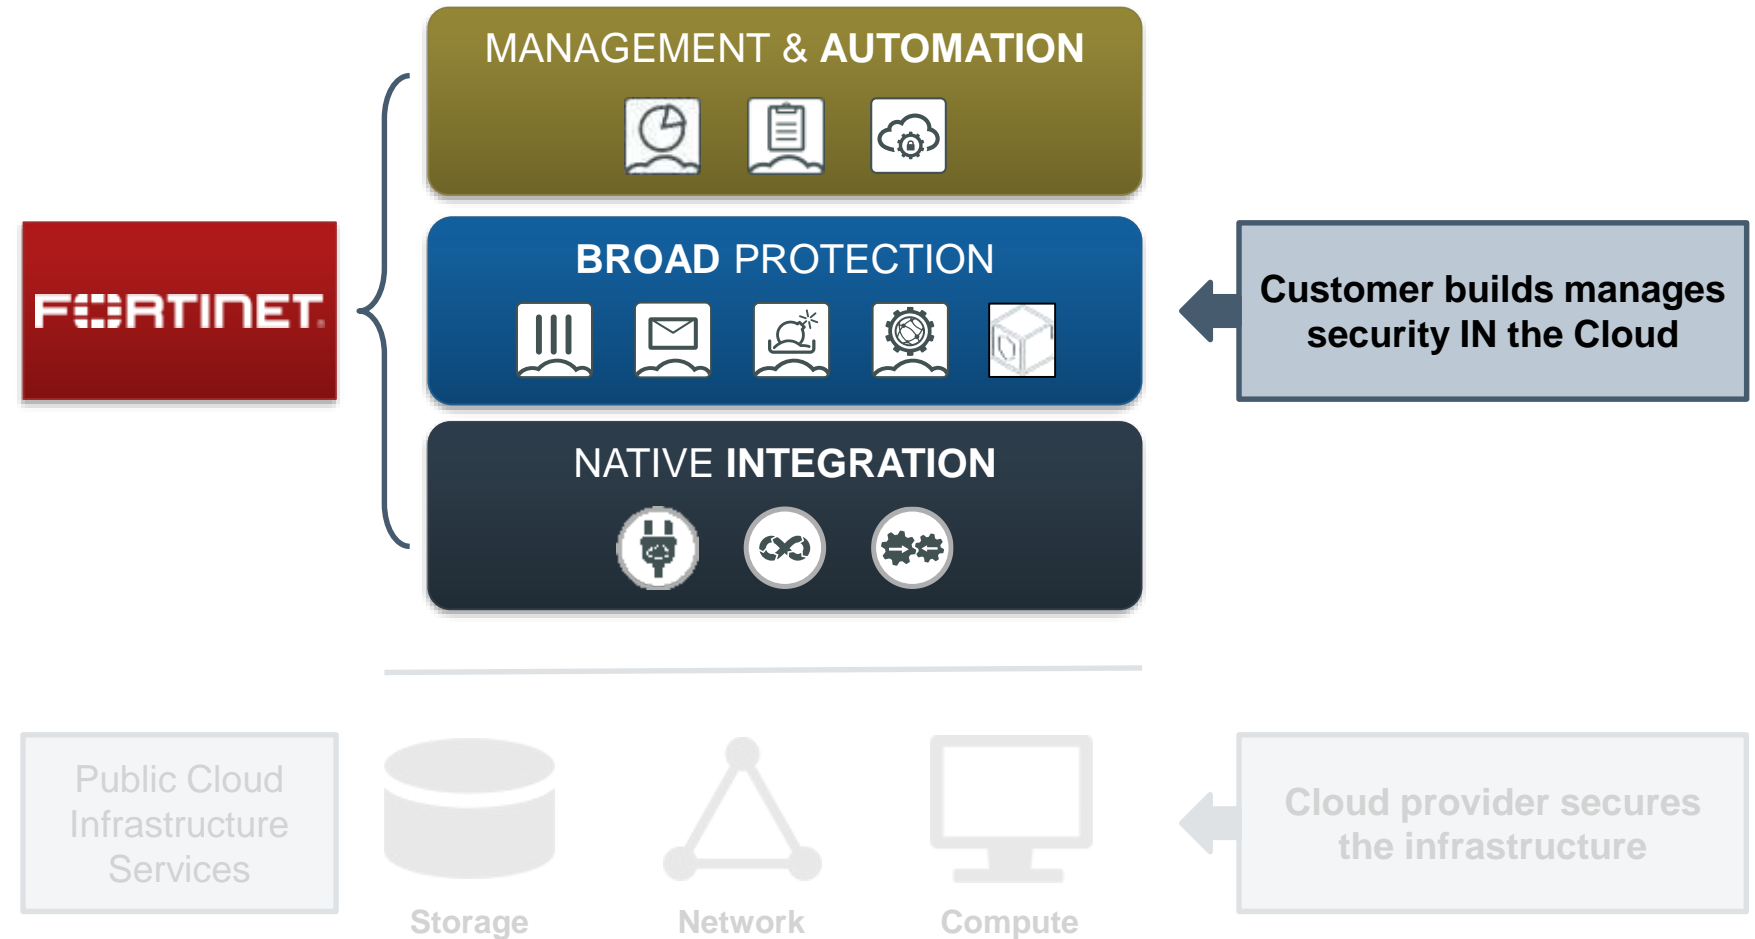 MANAGEMENT & AUTOMATION
FORTINET
BROAD PROTECTION
Customer builds manages
security IN the Cloud
NATIVE INTEGRATION
Public Cloud
Infrastructure
Services
Cloud provider secures
the infrastructure
Storage
Network
Compute